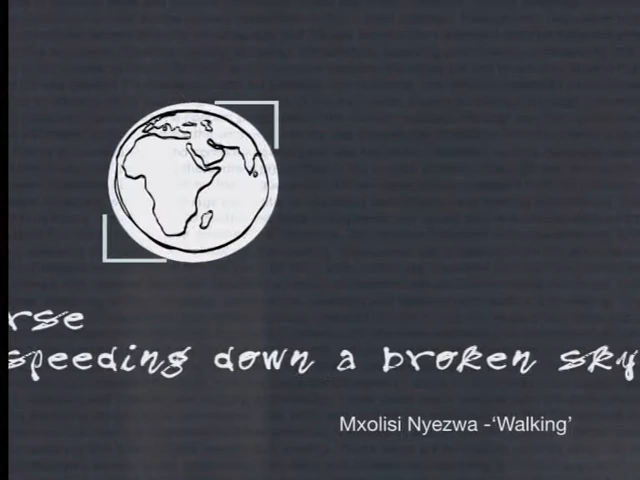 rse
speeding down a broken sky
Mxolisi Nyezwa -‘Walking’